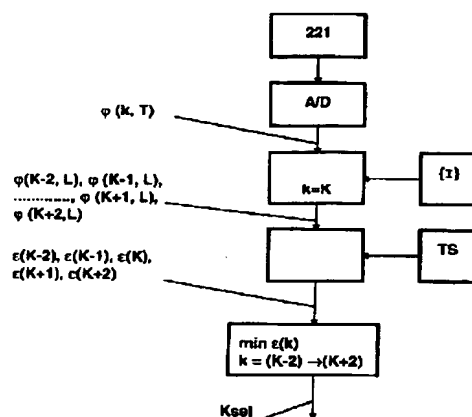 221
A/D
φ (k, T)
k=K
{I}
φ(K-2, L), φ (K-1, L),
............., φ (K+1, L),
φ (K+2,L)
TS
ε(K-2), ε(K-1), ε(K),
ε(K+1), ε(K+2)
min ε(k)
k = (K-2) →(K+2)
Ksel